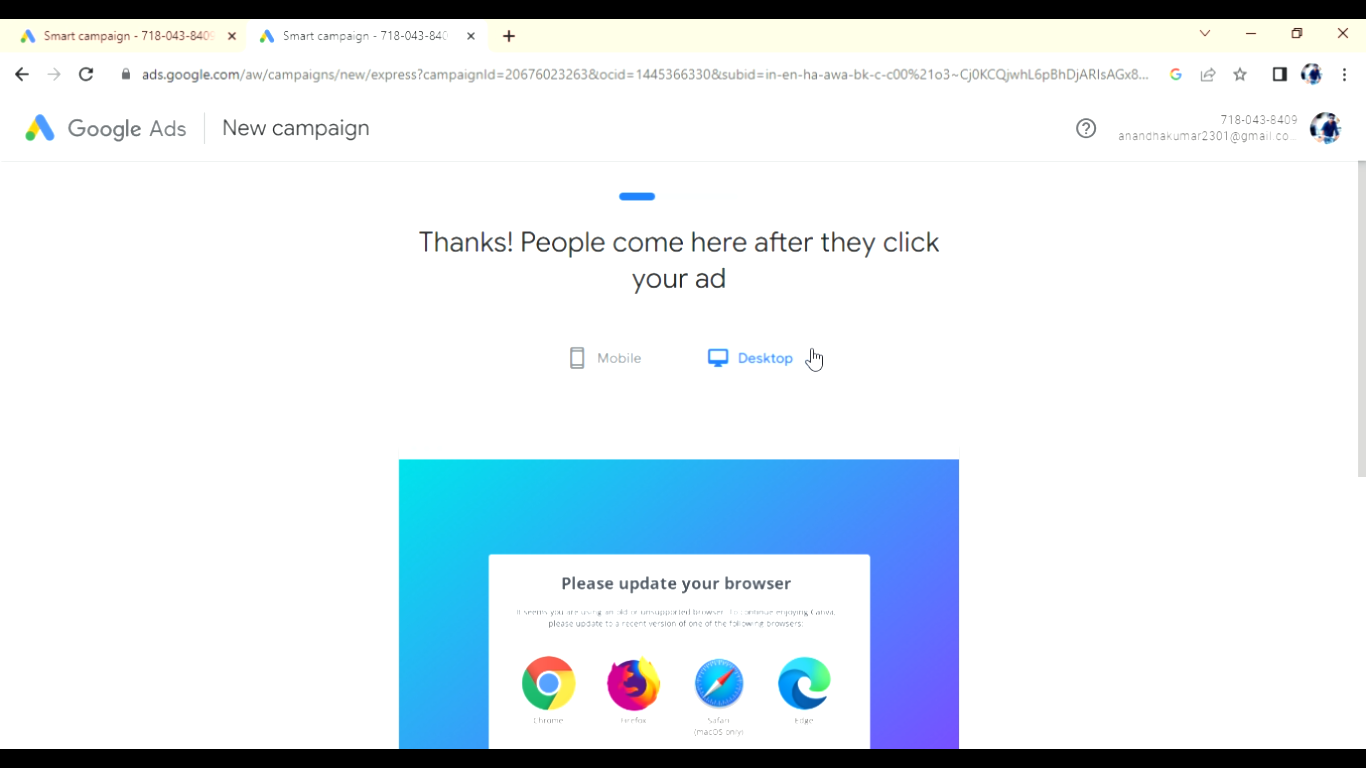 Smart campaign - 718-043-8409
Smart campaign - 718-043-840
ads.google.com/aw/campaigns/new/express?campaignId=20676023263&ocid=1445366330&subid=in-en-ha-awa-bk-c-c00%21o3~Cj0KCQjwhL6pBhDjARIsAGx8...
Google Ads
New campaign
718-043-8409
anandhakumar2301@gmail.co...
Thanks! People come here after they click
your ad
Mobile
Desktop
Please update your browser
It seems you are using an old or unsupported browser. To continue enjoying Canva,
please update to a recent version of one of the following browsers:
Chrome
Firefox
Safari
Edge
(macOS only)